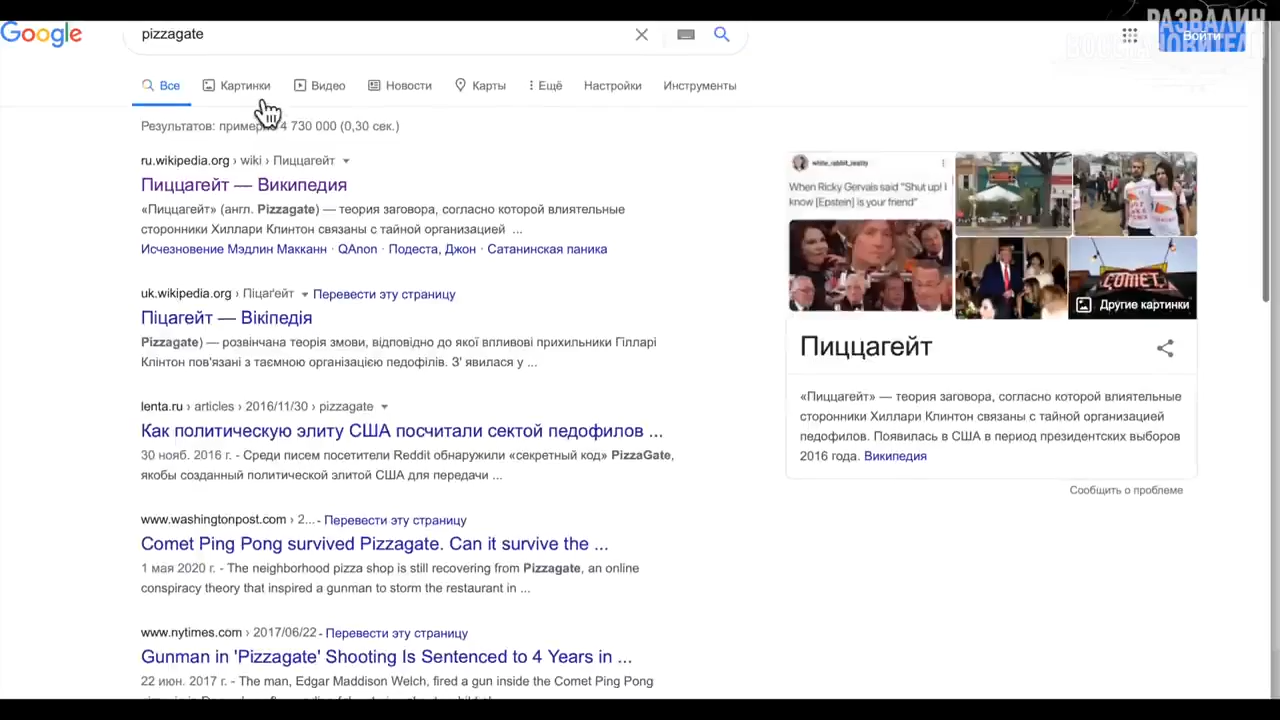 РАЗВАЛИН
ВОССТАНОВИТЕЛ
Google
pizzagate
Войти
Все
Картинки
Видео
Новости
Карты
Ещё
Настройки
Инструменты
Результатов: примерно 4 730 000 (0,30 сек.)
ru.wikipedia.org › wiki › Пиццагейт
Пиццагейт — Википедия
«Пиццагейт» (англ. Pizzagate) — теория заговора, согласно которой влиятельные
сторонники Хиллари Клинтон связаны с тайной организацией ...
Исчезновение Мэдлин Макканн · QAnon · Подеста, Джон · Сатанинская паника
uk.wikipedia.org › Піцаґейт Перевести эту страницу
Піцагейт — Вікіпедія
Pizzagate) — розвінчана теорія змови, відповідно до якої впливові прихильники Гілларі
Клінтон пов'язані з таємною організацією педофілів. З' явилася у ...
lenta.ru › articles › 2016/11/30 › pizzagate
Как политическую элиту США посчитали сектой педофилов ...
30 нояб. 2016 г. - Среди писем посетители Reddit обнаружили «секретный код» PizzaGate,
якобы созданный политической элитой США для передачи ...
www.washingtonpost.com › 2... - Перевести эту страницу
Comet Ping Pong survived Pizzagate. Can it survive the ...
1 мая 2020 г. - The neighborhood pizza shop is still recovering from Pizzagate, an online
conspiracy theory that inspired a gunman to storm the restaurant in ...
www.nytimes.com › 2017/06/22 - Перевести эту страницу
Gunman in 'Pizzagate' Shooting Is Sentenced to 4 Years in ...
22 июн. 2017 г. - The man, Edgar Maddison Welch, fired a gun inside the Comet Ping Pong
white_rabbit_reality
When Ricky Gervais said "Shut up! I
know [Epstein] is your friend"
COMET
Другие картинки
Пиццагейт
«Пиццагейт» — теория заговора, согласно которой влиятельные
сторонники Хиллари Клинтон связаны с тайной организацией
педофилов. Появилась в США в период президентских выборов
2016 года. Википедия
Сообщить о проблеме